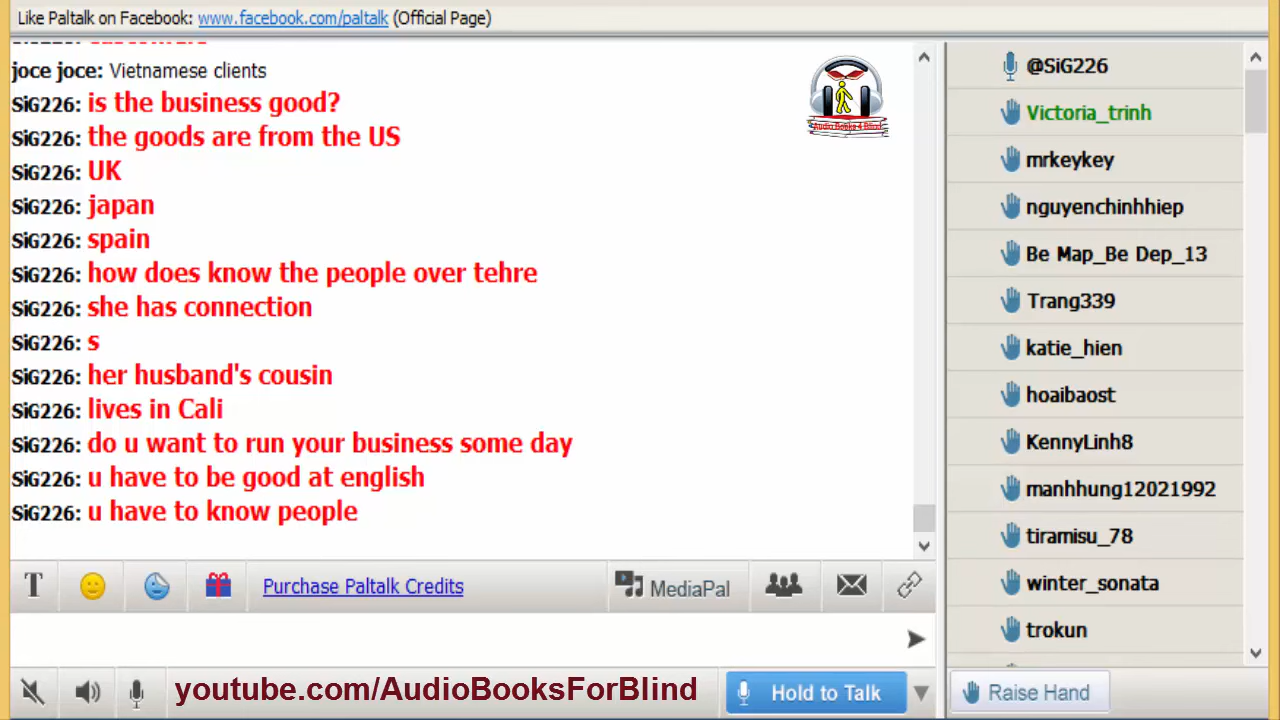 Like Paltalk on Facebook: www.facebook.com/paltalk (Official Page)
joce joce: Vietnamese clients
SiG226: is the business good?
SiG226: the goods are from the US
SiG226: UK
SiG226: japan
SiG226: spain
SiG226: how does know the people over tehre
SiG226: she has connection
SiG226: s
SiG226: her husband's cousin
SiG226: lives in Cali
SiG226: do u want to run your business some day
SiG226: u have to be good at english
SiG226: u have to know people
Audio Books 4 Blind
@SiG226
Victoria_trinh
mrkeykey
nguyenchinhhiep
Be Map_Be Dep_13
Trang339
katie_hien
hoaibaost
KennyLinh8
manhhung12021992
tiramisu_78
winter_sonata
trokun
T
Purchase Paltalk Credits
MediaPal
youtube.com/AudioBooksForBlind
Hold to Talk
Raise Hand